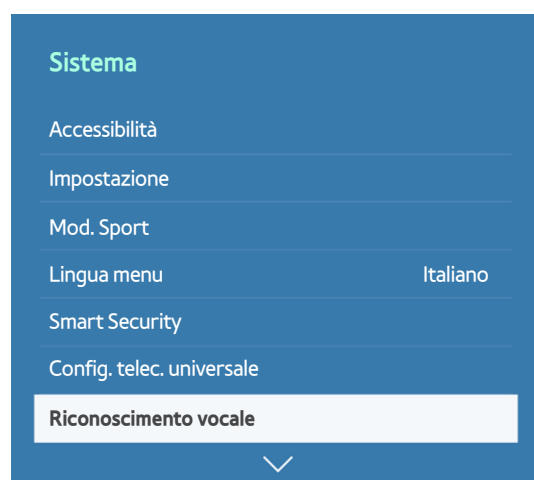 Sistema
Accessibilità
Impostazione
Mod. Sport
Lingua menu Italiano
Smart Security
Config. telec. universale
Riconoscimento vocale